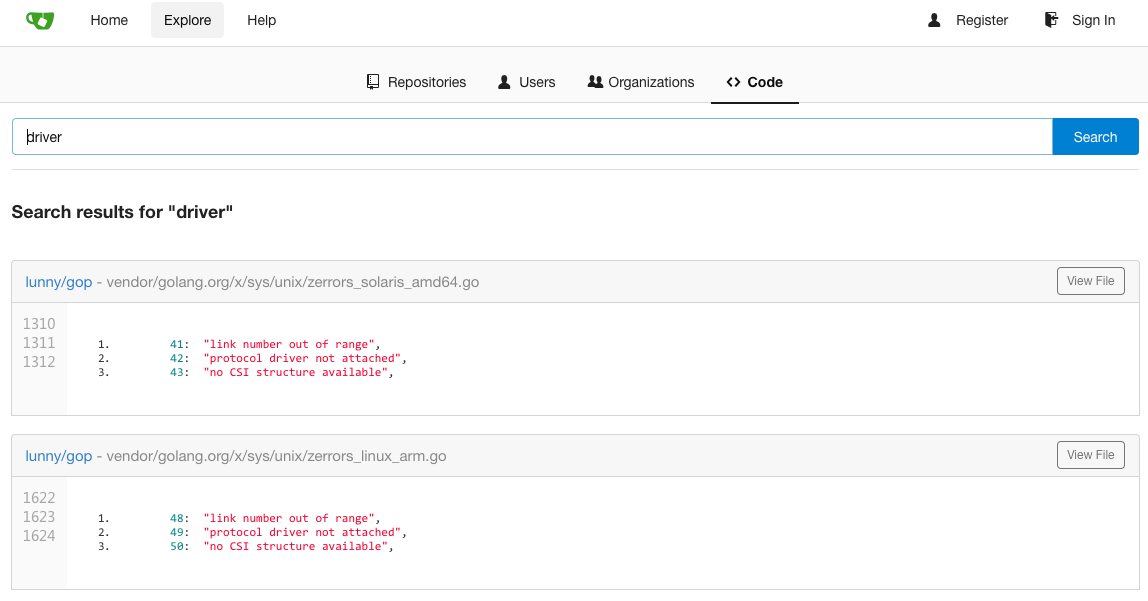 Home Explore Help Register Sign In
Repositories Users Organizations <> Code
driver Search
Search results for "driver"
lunny/gop - vendor/golang.org/x/sys/unix/zerrors_solaris_amd64.go View File
1310
1311
1312
1. 41: "link number out of range",
2. 42: "protocol driver not attached",
3. 43: "no CSI structure available",
lunny/gop - vendor/golang.org/x/sys/unix/zerrors_linux_arm.go View File
1622
1623
1624
1. 48: "link number out of range",
2. 49: "protocol driver not attached",
3. 50: "no CSI structure available",